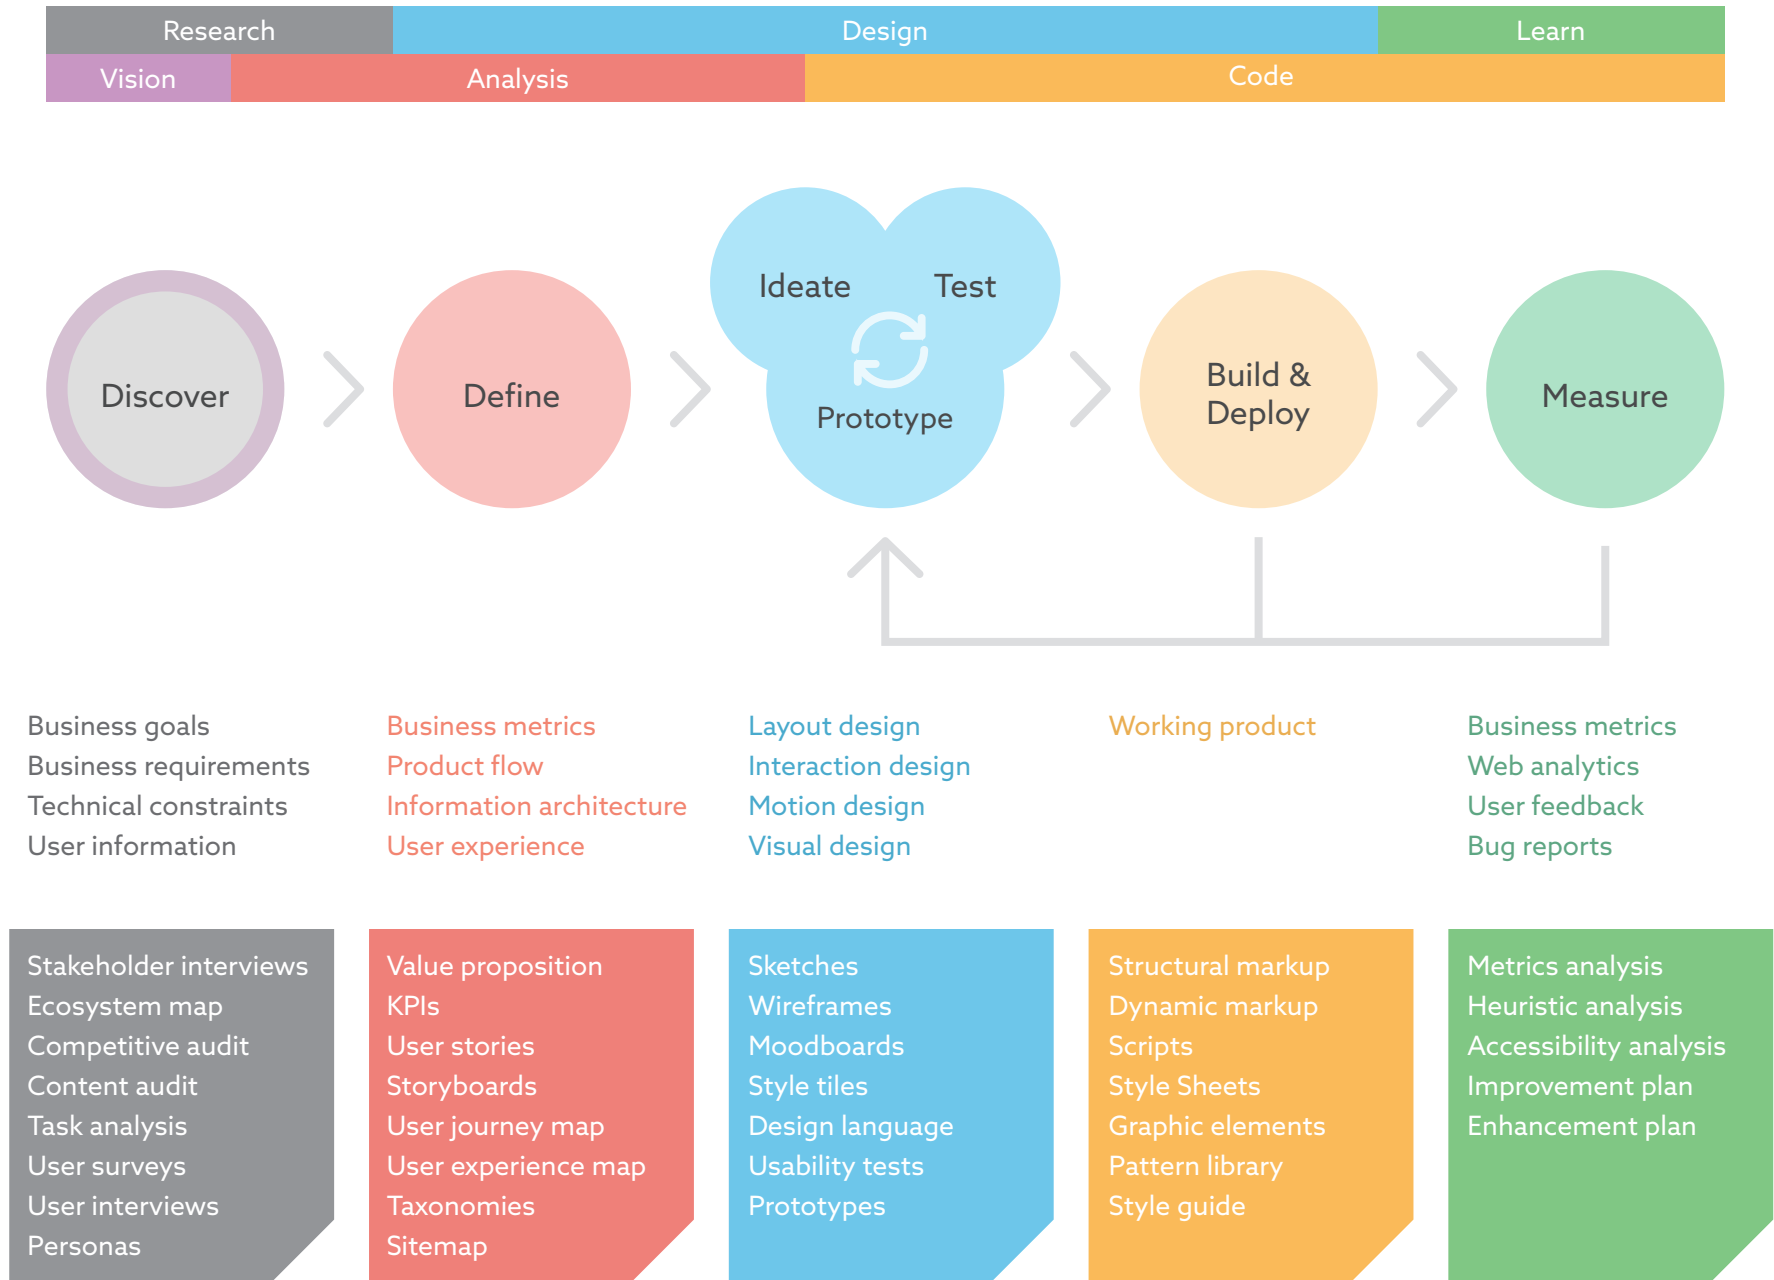 Research
Design
Learn
Vision
Analysis
Code
Discover
Define
Ideate
Test
Prototype
Build &
Deploy
Measure
Business goals
Business requirements
Technical constraints
User information
Business metrics
Product flow
Information architecture
User experience
Layout design
Interaction design
Motion design
Visual design
Working product
Business metrics
Web analytics
User feedback
Bug reports
Stakeholder interviews
Ecosystem map
Competitive audit
Content audit
Task analysis
User surveys
User interviews
Personas
Value proposition
KPIs
User stories
Storyboards
User journey map
User experience map
Taxonomies
Sitemap
Sketches
Wireframes
Moodboards
Style tiles
Design language
Usability tests
Prototypes
Structural markup
Dynamic markup
Scripts
Style Sheets
Graphic elements
Pattern library
Style guide
Metrics analysis
Heuristic analysis
Accessibility analysis
Improvement plan
Enhancement plan